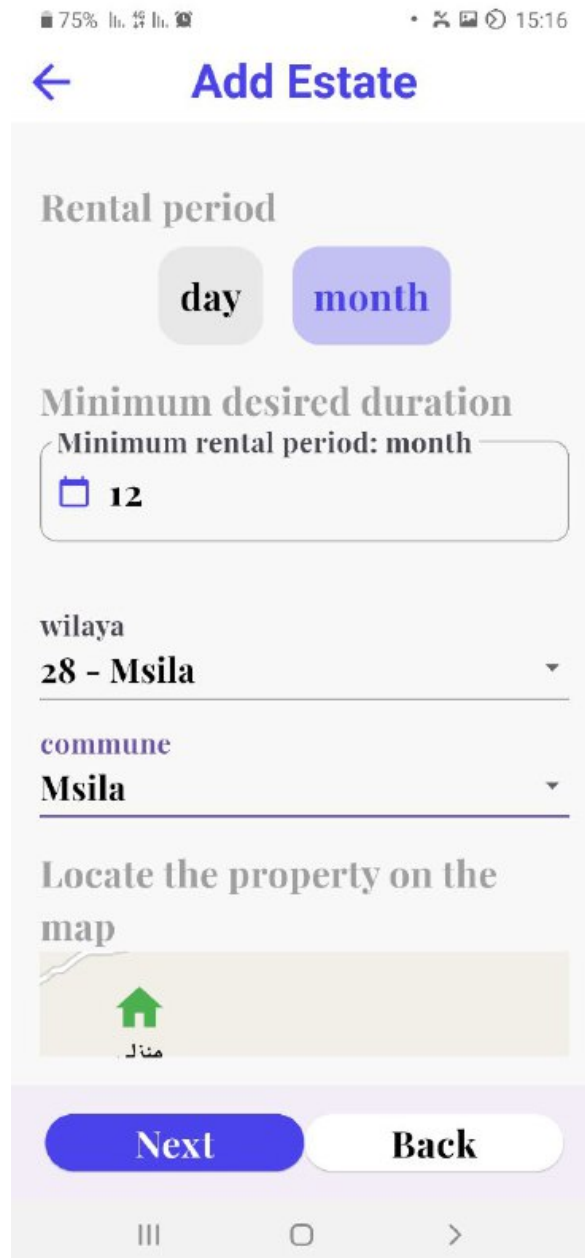 75% 15:16
Add Estate
Rental period
day month
Minimum desired duration
Minimum rental period: month
12
wilaya
28 - Msila
commune
Msila
Locate the property on the
map
Next Back